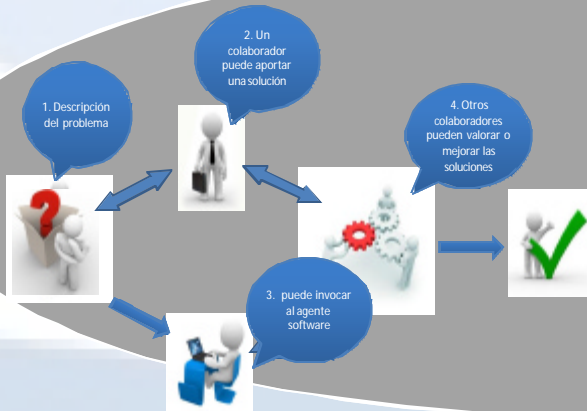 1. Descripción
del problema
2. Un
colaborador
puede aportar
una solución
3. puede invocar
al agente
software
4. Otros
colaboradores
pueden valorar o
mejorar las
soluciones